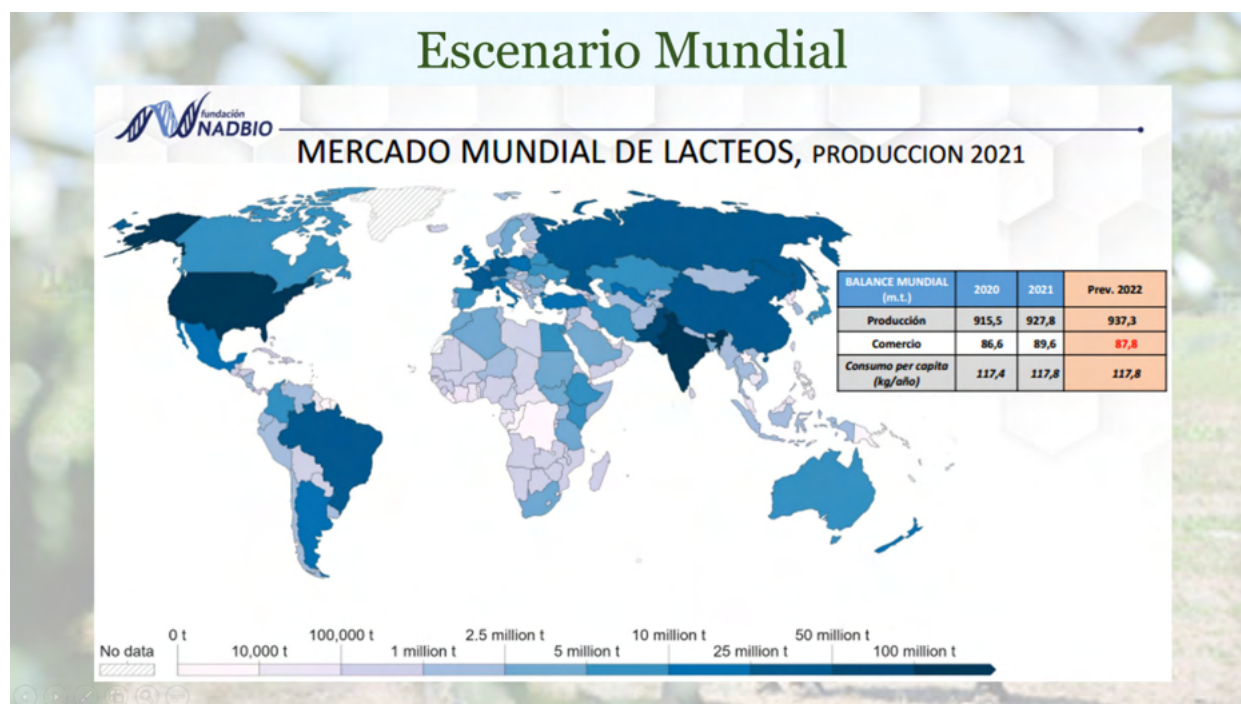 Escenario Mundial
fundación
NADBIO
MERCADO MUNDIAL DE LACTEOS, PRODUCCION 2021
BALANCE MUNDIAL (m.t.) 2020 2021 Prev. 2022
Producción 915,5 927,8 937,3
Comercio 86,6 89,6 87,8
Consumo per capita (kg/año) 117,4 117,8 117,8
0 t 100,000 t 2.5 million t 10 million t 50 million t
No data 10,000 t 1 million t 5 million t 25 million t 100 million t